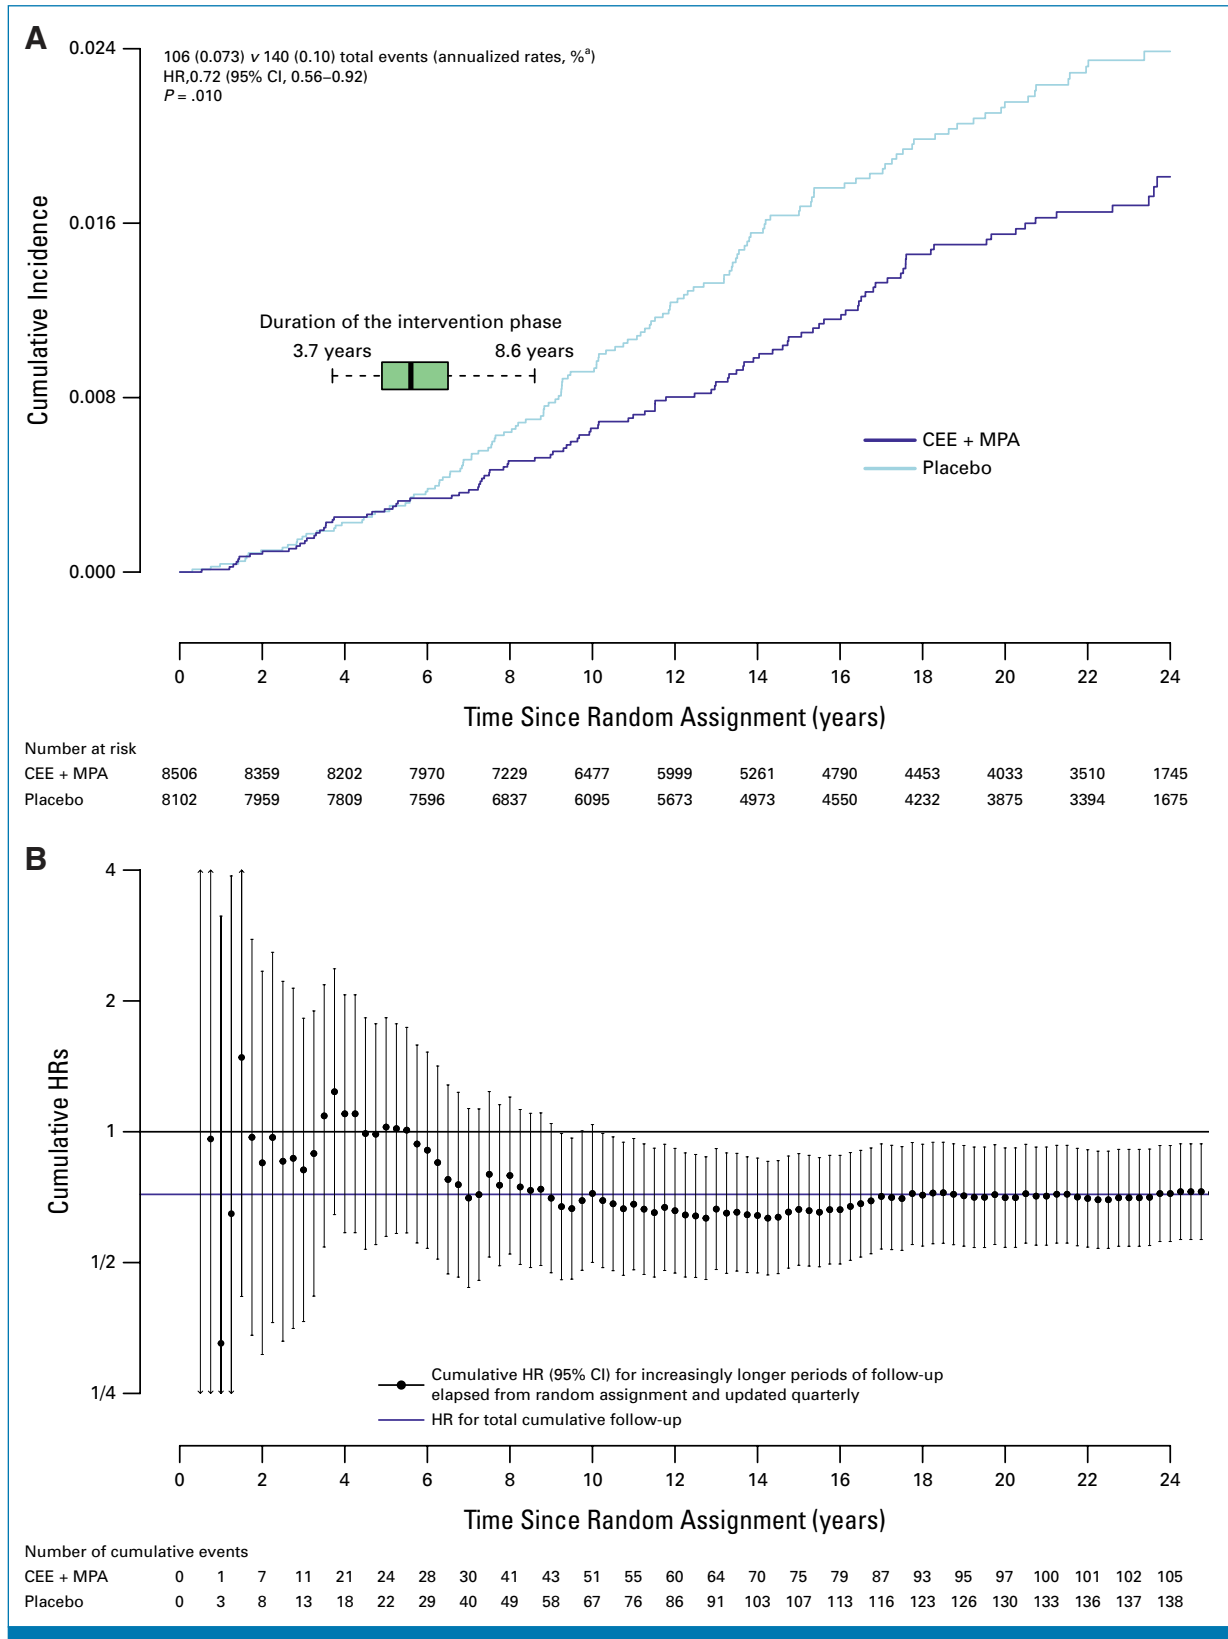 A
106 (0.073) v 140 (0.10) total events (annualized rates, %a)
HR,0.72 (95% CI, 0.56–0.92)
P = .010
0.024
0.016
0.008
0.000
Cumulative Incidence
Duration of the intervention phase
3.7 years 8.6 years
CEE + MPA
Placebo
0 2 4 6 8 10 12 14 16 18 20 22 24
Time Since Random Assignment (years)
Number at risk
CEE + MPA 8506 8359 8202 7970 7229 6477 5999 5261 4790 4453 4033 3510 1745
Placebo 8102 7959 7809 7596 6837 6095 5673 4973 4550 4232 3875 3394 1675
B
4
2
1
1/2
1/4
Cumulative HRs
Cumulative HR (95% CI) for increasingly longer periods of follow-up
elapsed from random assignment and updated quarterly
HR for total cumulative follow-up
0 2 4 6 8 10 12 14 16 18 20 22 24
Time Since Random Assignment (years)
Number of cumulative events
CEE + MPA 0 1 7 11 21 24 28 30 41 43 51 55 60 64 70 75 79 87 93 95 97 100 101 102 105
Placebo 0 3 8 13 18 22 29 40 49 58 67 76 86 91 103 107 113 116 123 126 130 133 136 137 138